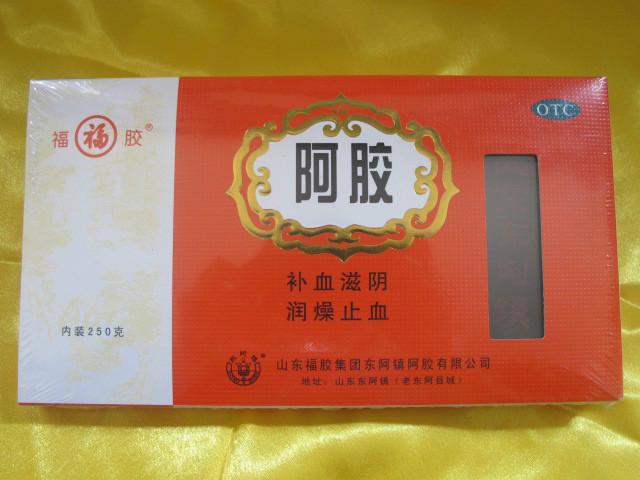 福福胶®
OTC
阿胶
补血滋阴
润燥止血
内装250克
山东福胶集团东阿镇阿胶有限公司
地址：山东东阿镇（老东阿县城）